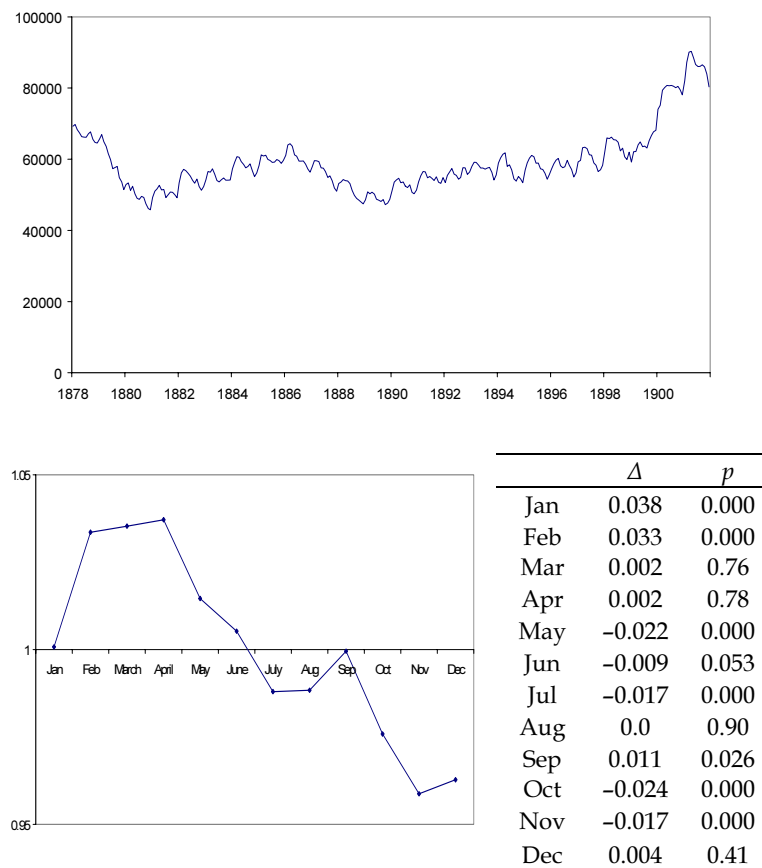 100000
80000
60000
40000
20000
0
1878 1880 1882 1884 1886 1888 1890 1892 1894 1896 1898 1900
1.05
1
0.95
Jan Feb March April May June July Aug Sep Oct Nov Dec
Δ p
Jan 0.038 0.000
Feb 0.033 0.000
Mar 0.002 0.76
Apr 0.002 0.78
May –0.022 0.000
Jun –0.009 0.053
Jul –0.017 0.000
Aug 0.0 0.90
Sep 0.011 0.026
Oct –0.024 0.000
Nov –0.017 0.000
Dec 0.004 0.41